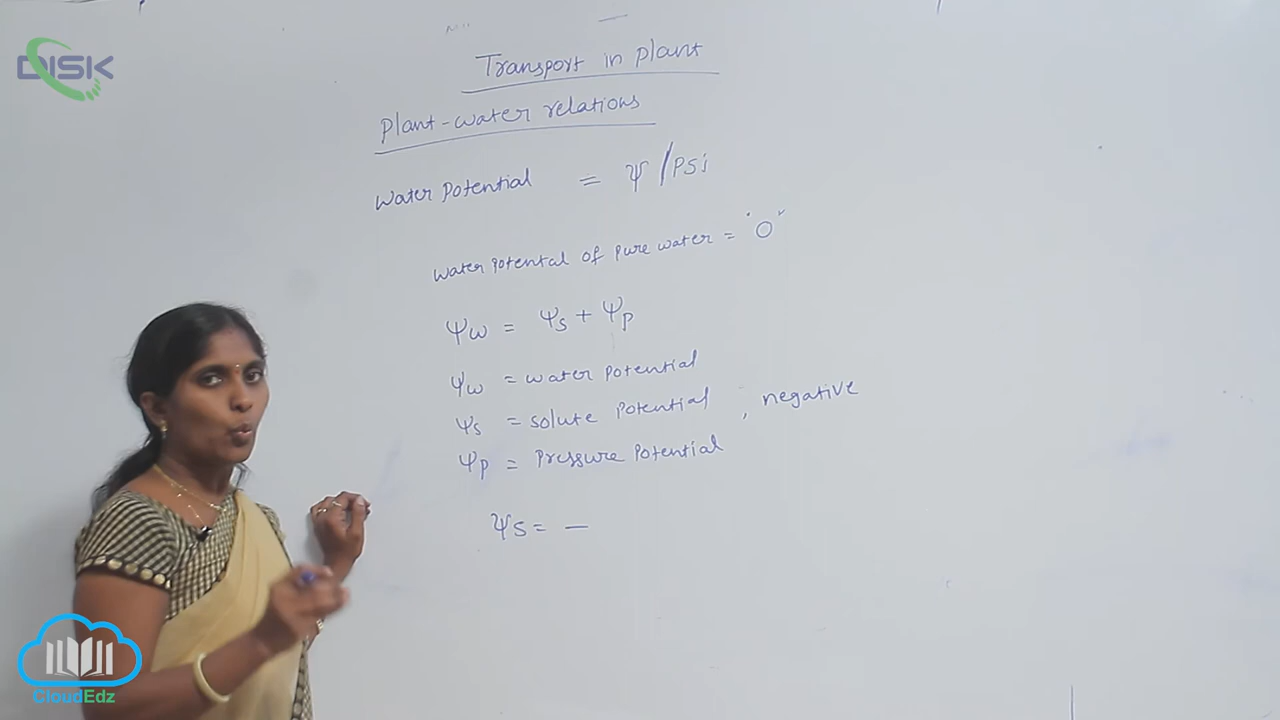 DISK
Transport in plant
Plant-water relations
Water Potential = Ψ / PSi
Water Potental of Pure water = "O"
Ψw = Ψs + Ψp
Ψw = water Potential
Ψs = solute Potential , negative
Ψp = Pressure Potential
Ψs = —
CloudEdz